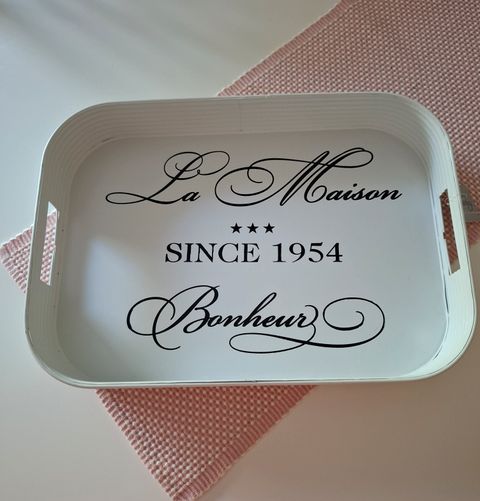 La Maison
★★★
SINCE 1954
Bonheur